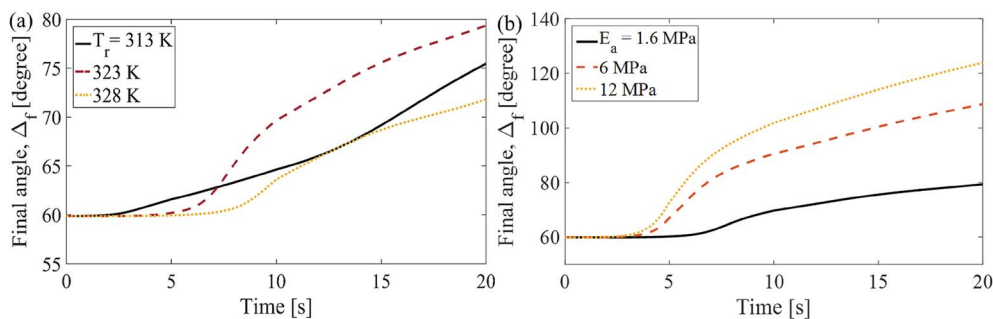 (a)
80
75
70
65
60
55
Final angle, Δf [degree]
Tr = 313 K
323 K
328 K
0 5 10 15 20
Time [s]
(b)
140
120
100
80
60
40
Final angle, Δf [degree]
Ea = 1.6 MPa
6 MPa
12 MPa
0 5 10 15 20
Time [s]